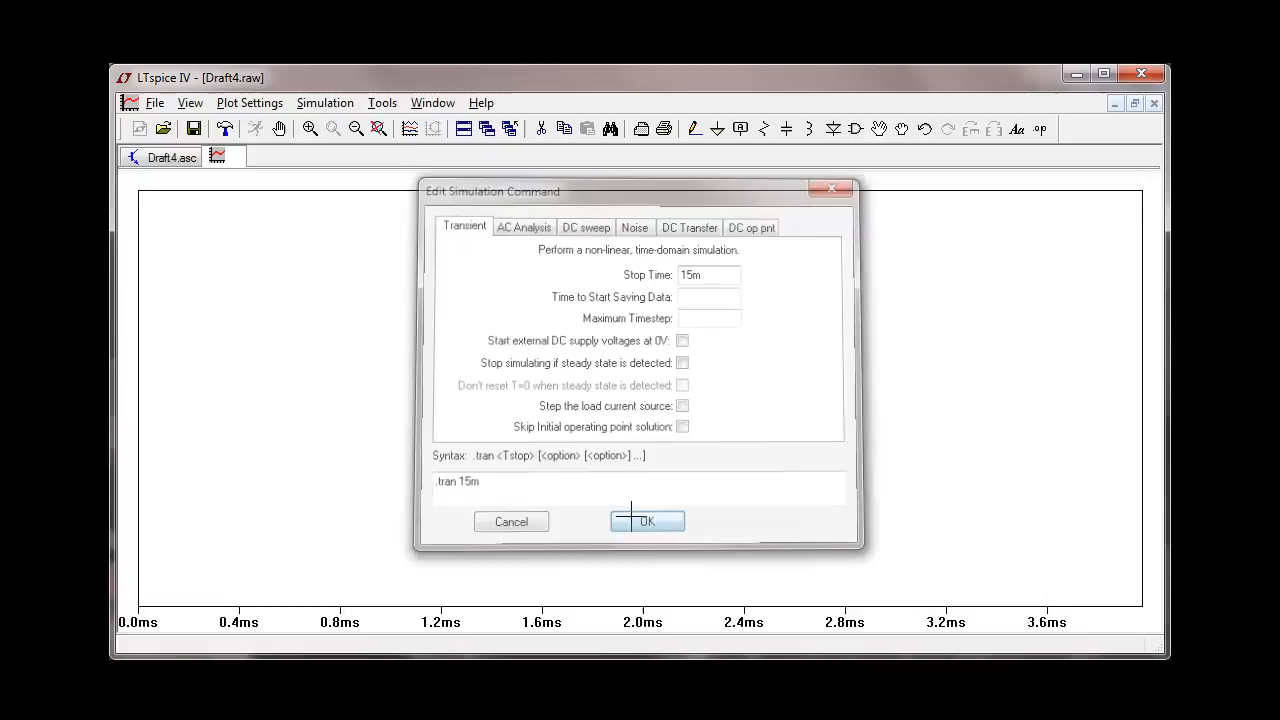 LTspice IV - [Draft4.raw]
File View Plot Settings Simulation Tools Window Help
Aa .op
Draft4.asc
Edit Simulation Command
Transient AC Analysis DC sweep Noise DC Transfer DC op pnt
Perform a non-linear, time-domain simulation.
Stop Time: 15m
Time to Start Saving Data:
Maximum Timestep:
Start external DC supply voltages at 0V:
Stop simulating if steady state is detected:
Don't reset T=0 when steady state is detected:
Step the load current source:
Skip Initial operating point solution:
Syntax: .tran <Tstop> [<option> [<option>] ...]
.tran 15m
Cancel OK
0.0ms 0.4ms 0.8ms 1.2ms 1.6ms 2.0ms 2.4ms 2.8ms 3.2ms 3.6ms